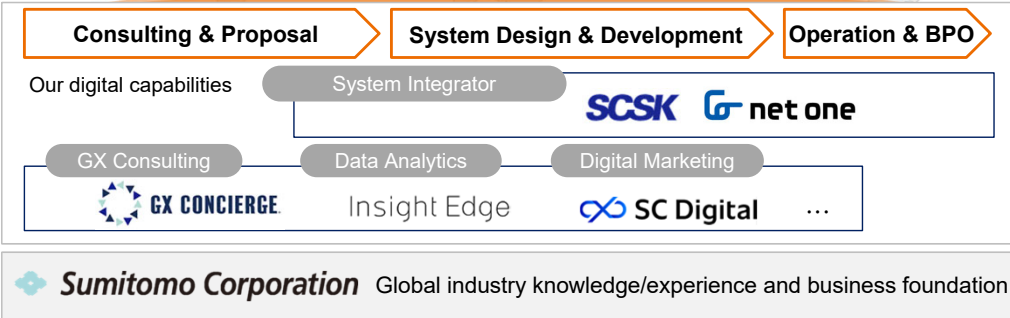 Consulting & Proposal
System Design & Development
Operation & BPO
Our digital capabilities
System Integrator
SCSK
net one
GX Consulting
Data Analytics
Digital Marketing
GX CONCIERGE.
Insight Edge
SC Digital
...
Sumitomo Corporation
Global industry knowledge/experience and business foundation